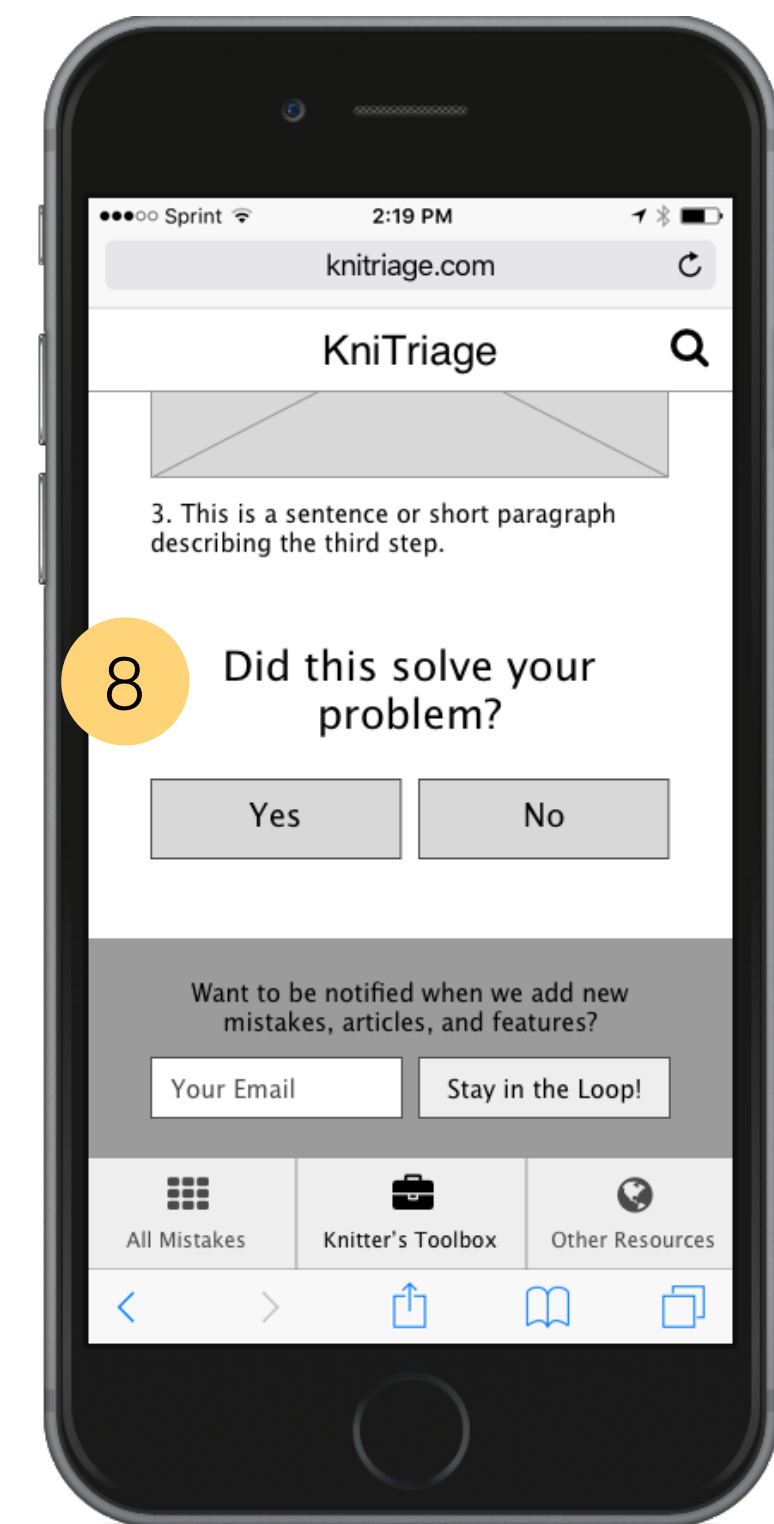 Sprint 2:19 PM
knitriage.com
KniTriage
3. This is a sentence or short paragraph
describing the third step.
8
Did this solve your
problem?
Yes No
Want to be notified when we add new
mistakes, articles, and features?
Your Email Stay in the Loop!
All Mistakes Knitter's Toolbox Other Resources